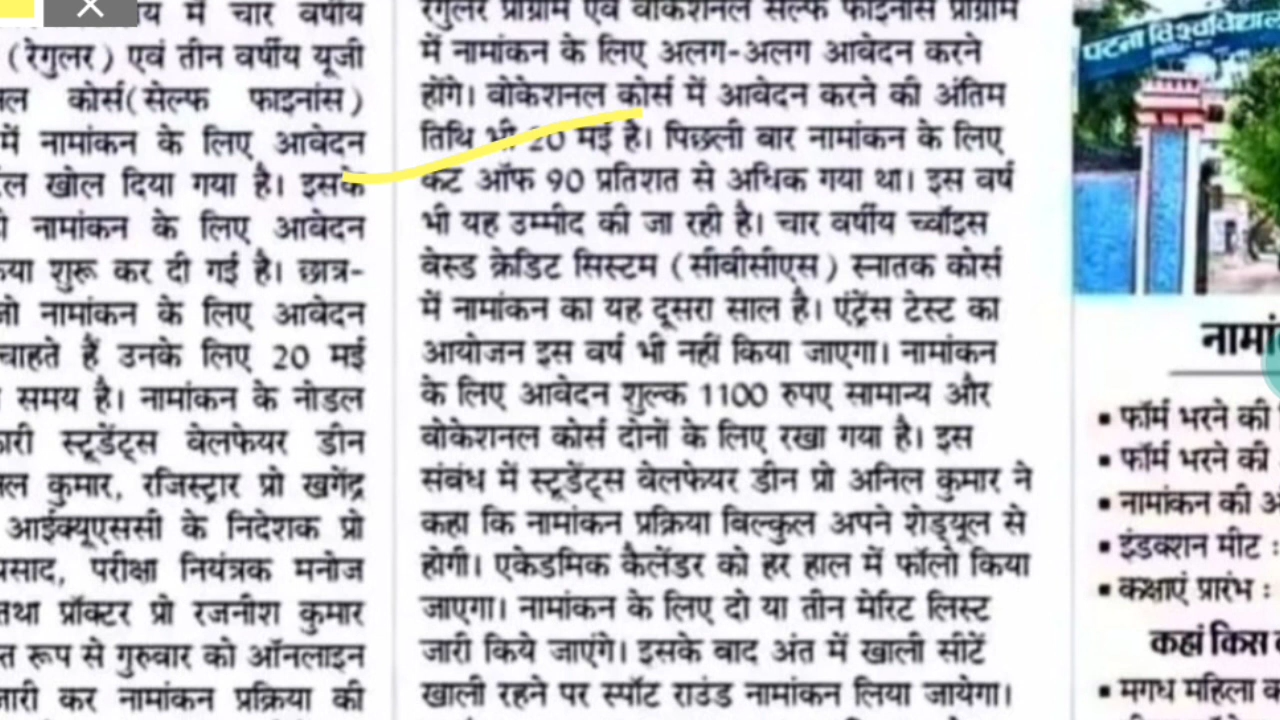 य में चार वर्षीय
(रेगुलर) एवं तीन वर्षीय यूजी
कोर्स(सेल्फ फाइनांस)
में नामांकन के लिए आवेदन
खोल दिया गया है। इसके
नामांकन के लिए आवेदन
शुरू कर दी गई है। छात्र-
नामांकन के लिए आवेदन
चाहते हैं उनके लिए 20 मई
समय है। नामांकन के नोडल
स्टूडेंट्स वेलफेयर डीन
कुमार, रजिस्ट्रार प्रो खगेंद्र
आईक्यूएससी के निदेशक प्रो
परीक्षा नियंत्रक मनोज
तथा प्रॉक्टर प्रो रजनीश कुमार
रूप से गुरुवार को ऑनलाइन
जारी कर नामांकन प्रक्रिया की
रेगुलर प्रोग्राम एवं वोकेशनल सेल्फ फाइनांस प्रोग्राम
में नामांकन के लिए अलग-अलग आवेदन करने
होंगे। वोकेशनल कोर्स में आवेदन करने की अंतिम
तिथि भी 20 मई है। पिछली बार नामांकन के लिए
कट ऑफ 90 प्रतिशत से अधिक गया था। इस वर्ष
भी यह उम्मीद की जा रही है। चार वर्षीय च्वॉइस
बेस्ड क्रेडिट सिस्टम (सीबीसीएस) स्नातक कोर्स
में नामांकन का यह दूसरा साल है। एंट्रेंस टेस्ट का
आयोजन इस वर्ष भी नहीं किया जाएगा। नामांकन
के लिए आवेदन शुल्क 1100 रुपए सामान्य और
वोकेशनल कोर्स दोनों के लिए रखा गया है। इस
संबंध में स्टूडेंट्स वेलफेयर डीन प्रो अनिल कुमार ने
कहा कि नामांकन प्रक्रिया बिल्कुल अपने शेड्यूल से
होगी। एकेडमिक कैलेंडर को हर हाल में फॉलो किया
जाएगा। नामांकन के लिए दो या तीन मेरिट लिस्ट
जारी किये जाएंगे। इसके बाद अंत में खाली सीटें
खाली रहने पर स्पॉट राउंड नामांकन लिया जायेगा।
पटना विश्वविद्याल
नामां
▪ फॉर्म भरने की
▪ फॉर्म भरने की
▪ नामांकन की
▪ इंडक्शन मीट :
▪ कक्षाएं प्रारंभ :
कहां किस
▪ मगध महिला